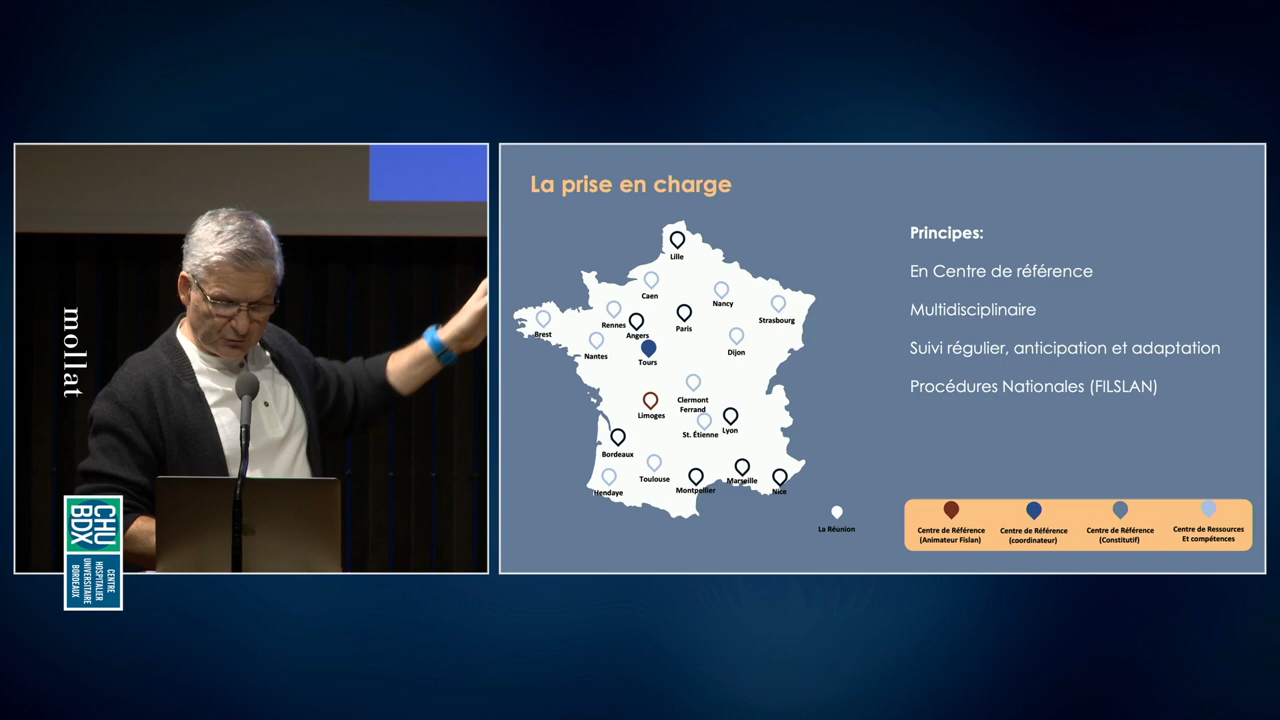 mollat
CHU
BDX
CENTRE
HOSPITALIER
UNIVERSITAIRE
BORDEAUX
La prise en charge
Lille
Caen
Nancy
Strasbourg
Brest
Rennes
Angers
Paris
Nantes
Tours
Dijon
Clermont
Ferrand
Limoges
St. Étienne
Lyon
Bordeaux
Toulouse
Hendaye
Montpellier
Marseille
Nice
La Réunion
Principes:
En Centre de référence
Multidisciplinaire
Suivi régulier, anticipation et adaptation
Procédures Nationales (FILSLAN)
Centre de Référence
(Animateur Fislan)
Centre de Référence
(coordinateur)
Centre de Référence
(Constitutif)
Centre de Ressources
Et compétences